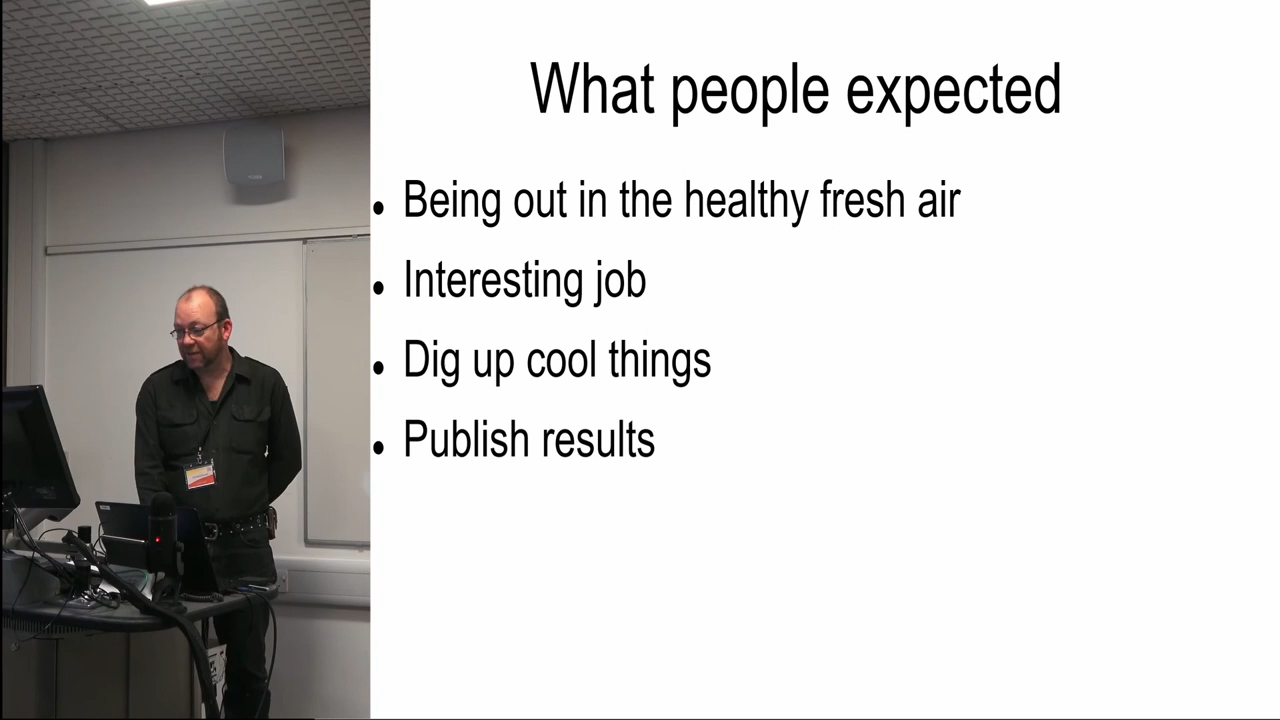 What people expected
Being out in the healthy fresh air
Interesting job
Dig up cool things
Publish results